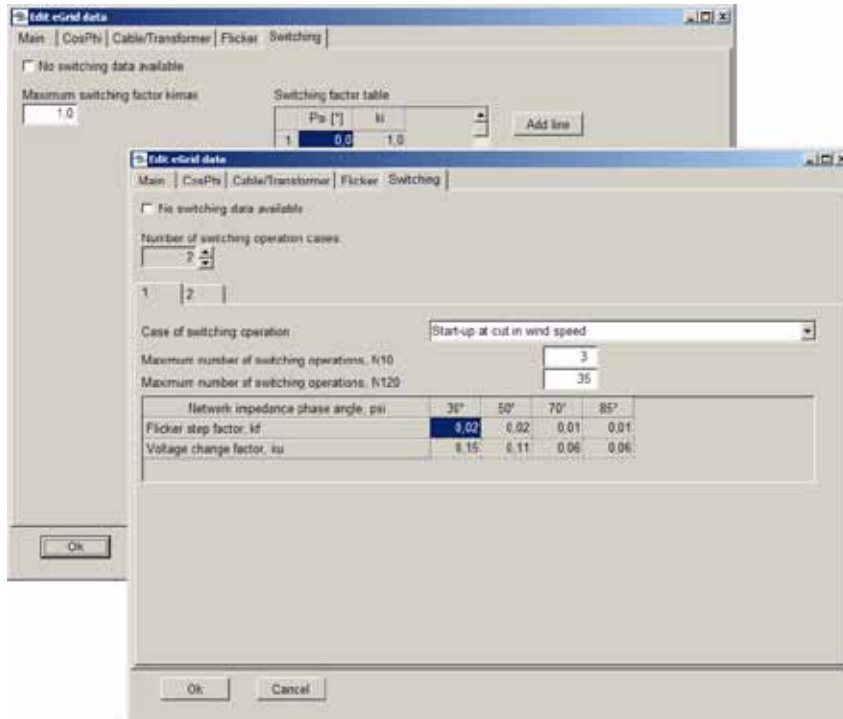 Edit eGrid data
Main CosPhi Cable/Transformer Flicker Switching
No switching data available
Maximum switching factor kimax
1,0
Switching factor table
Psi [°] ki
1 0,0 1,0
Add line
Ok
Edit eGrid data
Main CosPhi Cable/Transformer Flicker Switching
No switching data available
Number of switching operation cases:
2
1 2
Case of switching operation Start-up at cut in wind speed
Maximum number of switching operations, N10 3
Maximum number of switching operations, N120 35
Network impedance phase angle, psi 30° 50° 70° 85°
Flicker step factor, kf 0,02 0,02 0,01 0,01
Voltage change factor, ku 0,15 0,11 0,06 0,06
Ok Cancel